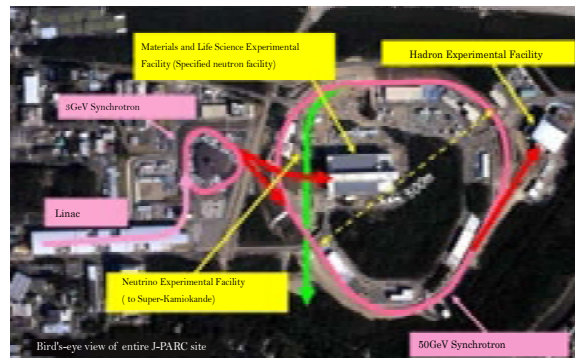 Materials and Life Science Experimental
Facility (Specified neutron facility)
Hadron Experimental Facility
3GeV Synchrotron
500m
Linac
Neutrino Experimental Facility
( to Super-Kamiokande)
50GeV Synchrotron
Bird's-eye view of entire J-PARC site